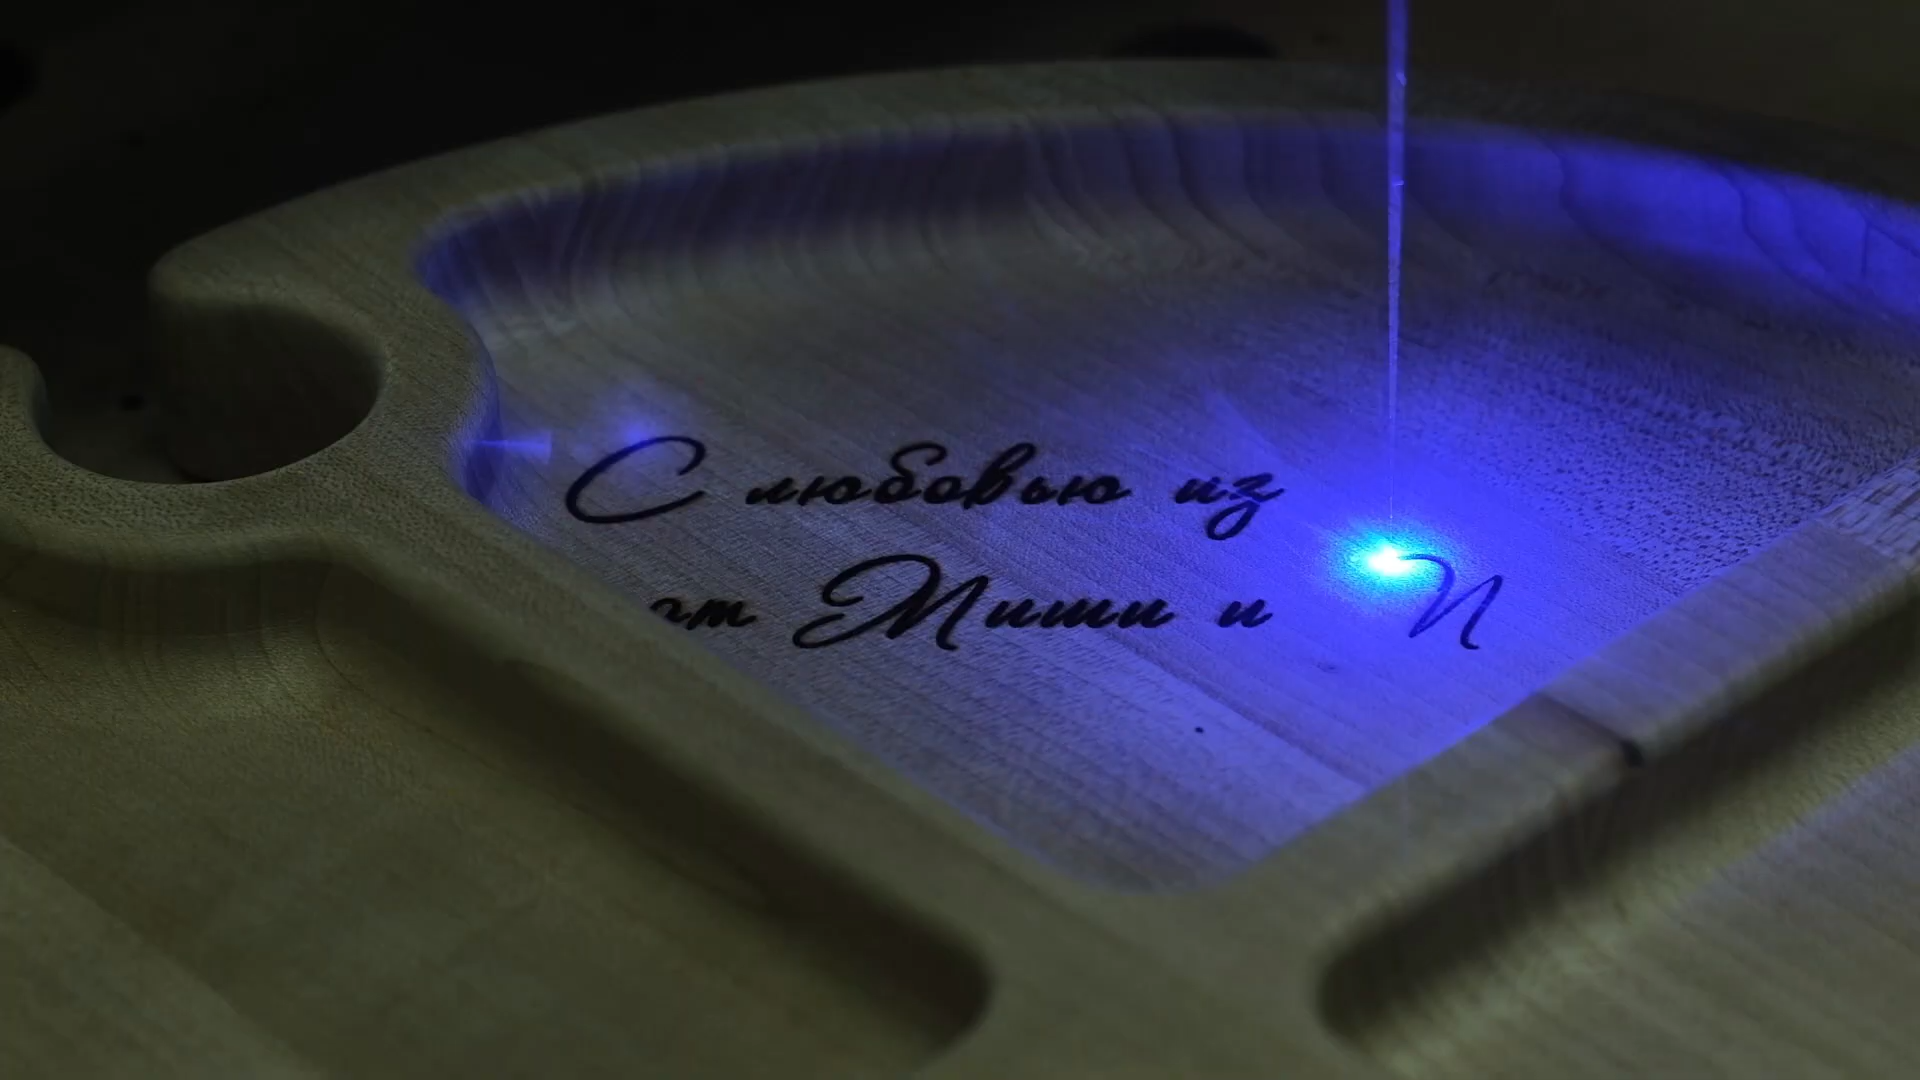 С любовью из
от Миши и